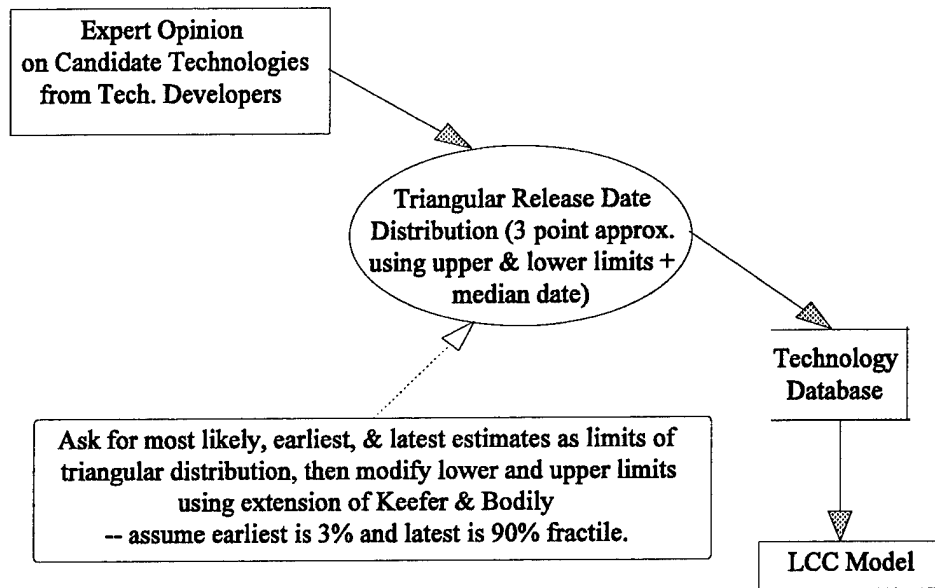 Expert Opinion
on Candidate Technologies
from Tech. Developers
Triangular Release Date
Distribution (3 point approx.
using upper & lower limits +
median date)
Technology
Database
Ask for most likely, earliest, & latest estimates as limits of
triangular distribution, then modify lower and upper limits
using extension of Keefer & Bodily
-- assume earliest is 3% and latest is 90% fractile.
LCC Model